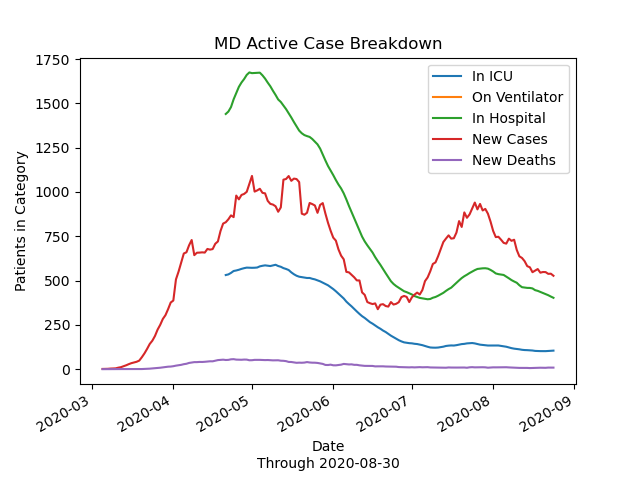 MD Active Case Breakdown
Patients in Category
1750
1500
1250
1000
750
500
250
0
In ICU
On Ventilator
In Hospital
New Cases
New Deaths
2020-03
2020-04
2020-05
2020-06
2020-07
2020-08
2020-09
Date
Through 2020-08-30